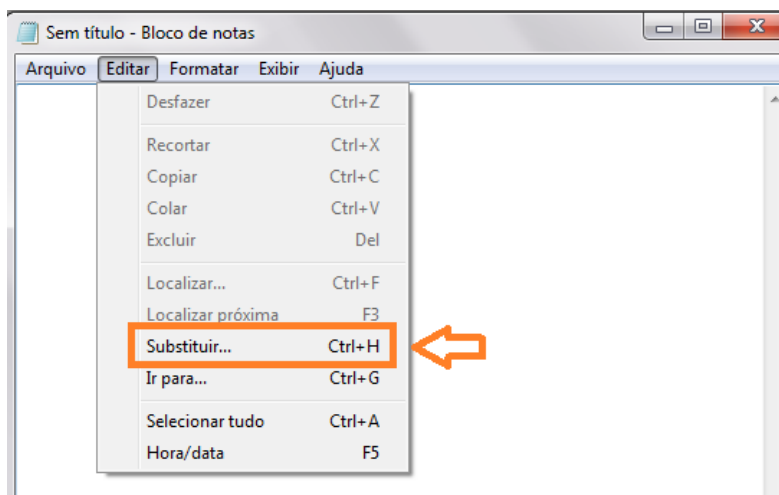 Sem título - Bloco de notas
Arquivo Editar Formatar Exibir Ajuda
Desfazer Ctrl+Z
Recortar Ctrl+X
Copiar Ctrl+C
Colar Ctrl+V
Excluir Del
Localizar... Ctrl+F
Localizar próxima F3
Substituir... Ctrl+H
Ir para... Ctrl+G
Selecionar tudo Ctrl+A
Hora/data F5